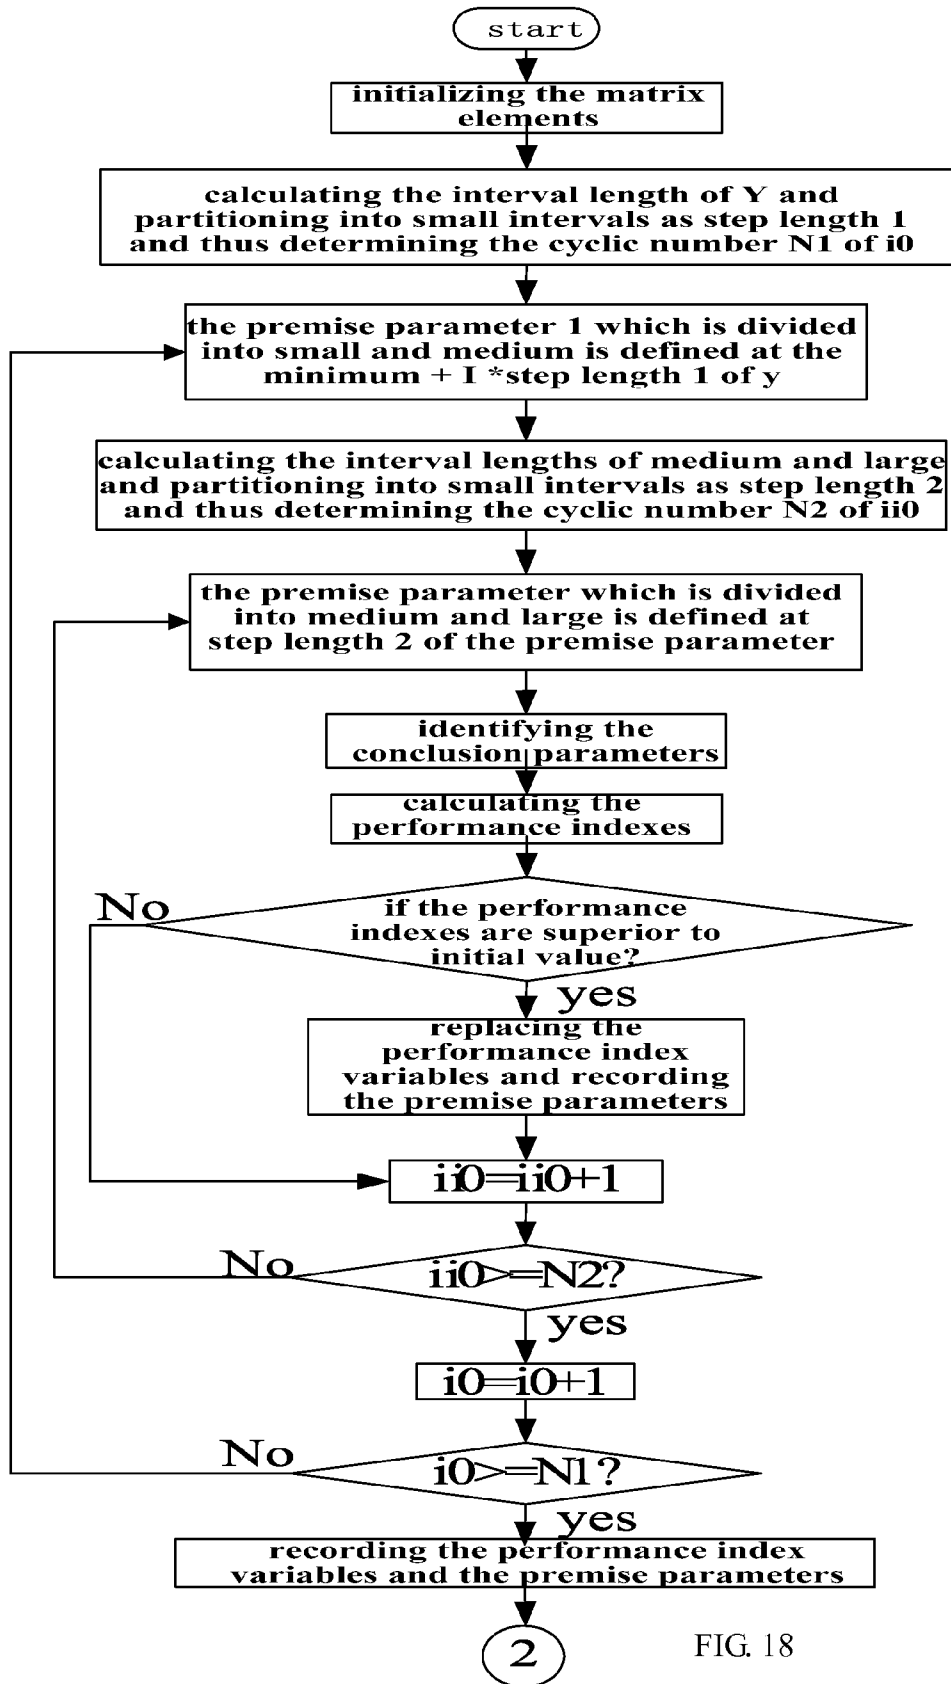 start
initializing the matrix
elements
calculating the interval length of Y and
partitioning into small intervals as step length 1
and thus determining the cyclic number N1 of i0
the premise parameter 1 which is divided
into small and medium is defined at the
minimum + I *step length 1 of y
calculating the interval lengths of medium and large
and partitioning into small intervals as step length 2
and thus determining the cyclic number N2 of ii0
the premise parameter which is divided
into medium and large is defined at
step length 2 of the premise parameter
identifying the
conclusion parameters
calculating the
performance indexes
No
if the performance
indexes are superior to
initial value?
yes
replacing the
performance index
variables and recording
the premise parameters
ii0=ii0+1
No
ii0>=N2?
yes
i0=i0+1
No
i0>=N1?
yes
recording the performance index
variables and the premise parameters
2
FIG. 18